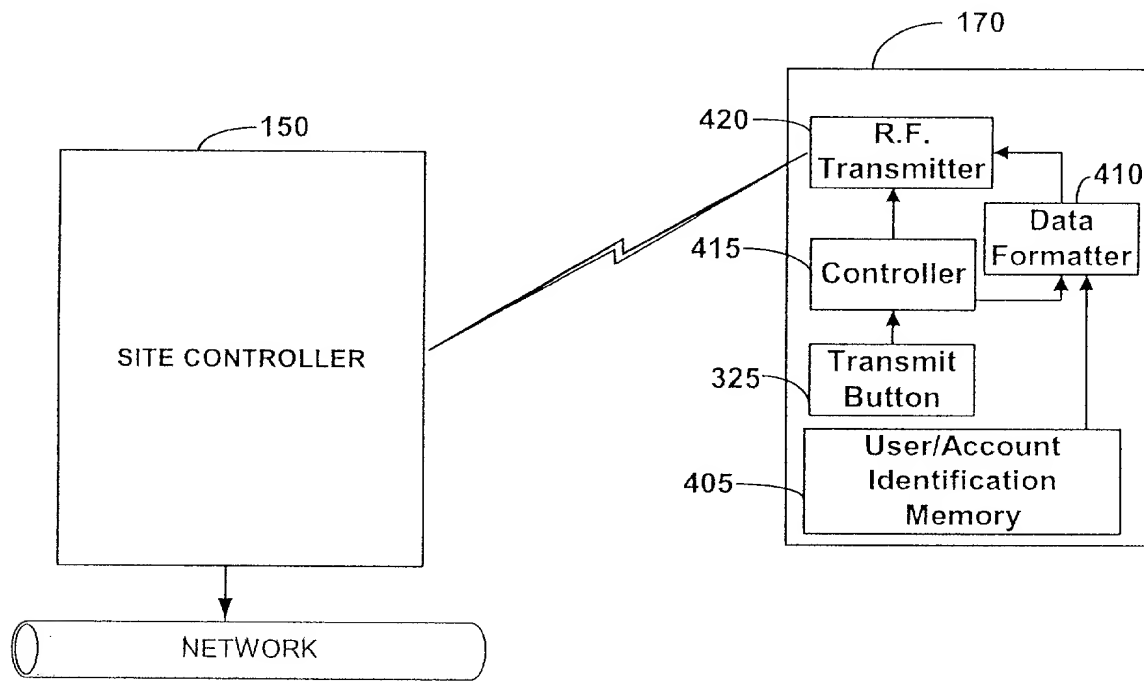 170
150
420
R.F.
Transmitter
410
Data
Formatter
415
Controller
SITE CONTROLLER
325
Transmit
Button
405
User/Account
Identification
Memory
NETWORK